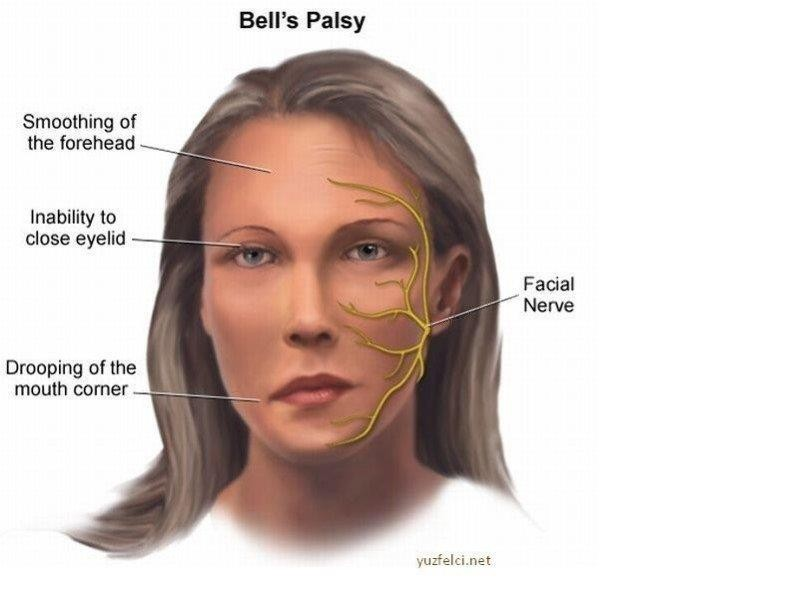 Bell's Palsy
Smoothing of
the forehead
Inability to
close eyelid
Facial
Nerve
Drooping of the
mouth corner
yuzfelci.net